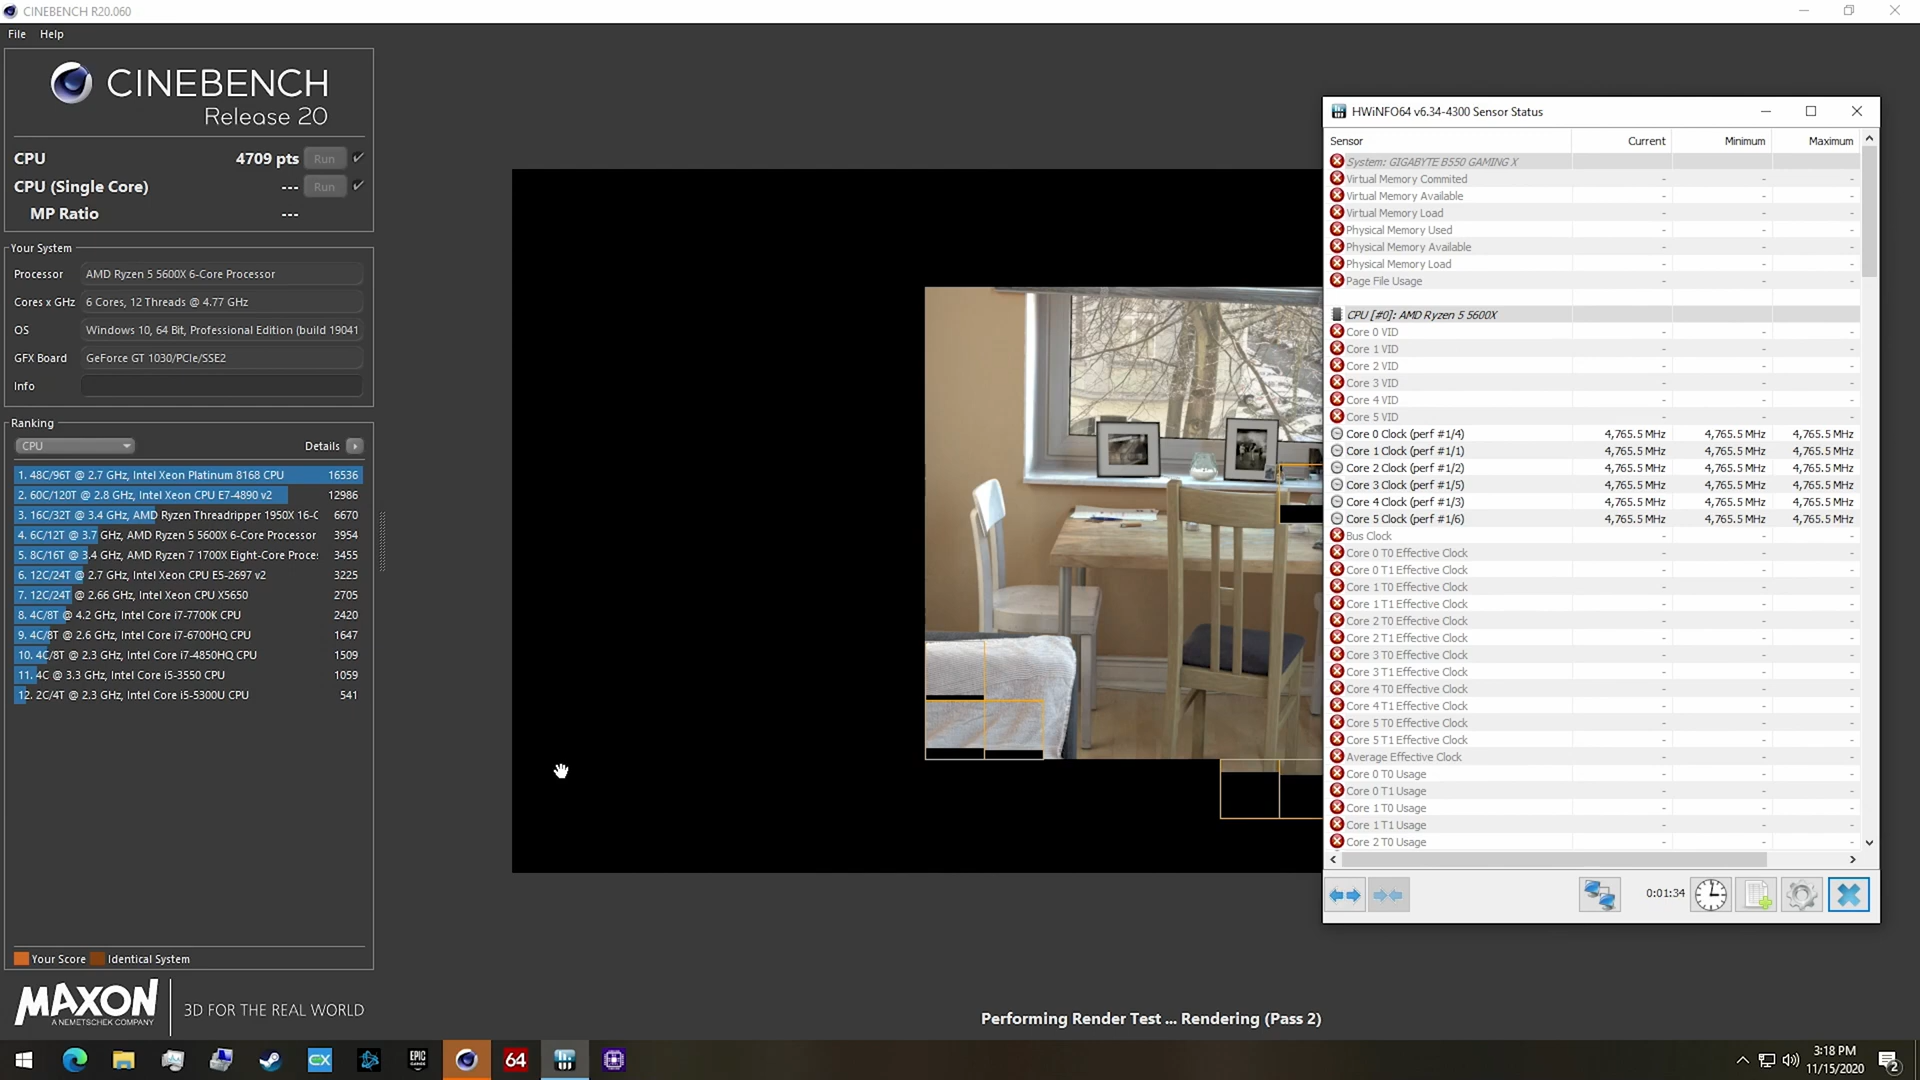 CINEBENCH R20.060
File Help
CINEBENCH
Release 20
CPU 4709 pts Run
CPU (Single Core) --- Run
MP Ratio ---
Your System
Processor AMD Ryzen 5 5600X 6-Core Processor
Cores x GHz 6 Cores, 12 Threads @ 4.77 GHz
OS Windows 10, 64 Bit, Professional Edition (build 19041
GFX Board GeForce GT 1030/PCIe/SSE2
Info
Ranking
CPU Details
1. 48C/96T @ 2.7 GHz, Intel Xeon Platinum 8168 CPU 16536
2. 60C/120T @ 2.8 GHz, Intel Xeon CPU E7-4890 v2 12986
3. 16C/32T @ 3.4 GHz, AMD Ryzen Threadripper 1950X 16-C 6670
4. 6C/12T @ 3.7 GHz, AMD Ryzen 5 5600X 6-Core Processor 3954
5. 8C/16T @ 3.4 GHz, AMD Ryzen 7 1700X Eight-Core Proce: 3455
6. 12C/24T @ 2.7 GHz, Intel Xeon CPU E5-2697 v2 3225
7. 12C/24T @ 2.66 GHz, Intel Xeon CPU X5650 2705
8. 4C/8T @ 4.2 GHz, Intel Core i7-7700K CPU 2420
9. 4C/8T @ 2.6 GHz, Intel Core i7-6700HQ CPU 1647
10. 4C/8T @ 2.3 GHz, Intel Core i7-4850HQ CPU 1509
11. 4C @ 3.3 GHz, Intel Core i5-3550 CPU 1059
12. 2C/4T @ 2.3 GHz, Intel Core i5-5300U CPU 541
Your Score Identical System
MAXON
A NEMETSCHEK COMPANY
3D FOR THE REAL WORLD
Performing Render Test ... Rendering (Pass 2)
HWiNFO64 v6.34-4300 Sensor Status
Sensor Current Minimum Maximum
System: GIGABYTE B550 GAMING X
Virtual Memory Commited - - -
Virtual Memory Available - - -
Virtual Memory Load - - -
Physical Memory Used - - -
Physical Memory Available - - -
Physical Memory Load - - -
Page File Usage - - -
CPU [#0]: AMD Ryzen 5 5600X
Core 0 VID - - -
Core 1 VID - - -
Core 2 VID - - -
Core 3 VID - - -
Core 4 VID - - -
Core 5 VID - - -
Core 0 Clock (perf #1/4) 4,765.5 MHz 4,765.5 MHz 4,765.5 MHz
Core 1 Clock (perf #1/1) 4,765.5 MHz 4,765.5 MHz 4,765.5 MHz
Core 2 Clock (perf #1/2) 4,765.5 MHz 4,765.5 MHz 4,765.5 MHz
Core 3 Clock (perf #1/5) 4,765.5 MHz 4,765.5 MHz 4,765.5 MHz
Core 4 Clock (perf #1/3) 4,765.5 MHz 4,765.5 MHz 4,765.5 MHz
Core 5 Clock (perf #1/6) 4,765.5 MHz 4,765.5 MHz 4,765.5 MHz
Bus Clock - - -
Core 0 T0 Effective Clock - - -
Core 0 T1 Effective Clock - - -
Core 1 T0 Effective Clock - - -
Core 1 T1 Effective Clock - - -
Core 2 T0 Effective Clock - - -
Core 2 T1 Effective Clock - - -
Core 3 T0 Effective Clock - - -
Core 3 T1 Effective Clock - - -
Core 4 T0 Effective Clock - - -
Core 4 T1 Effective Clock - - -
Core 5 T0 Effective Clock - - -
Core 5 T1 Effective Clock - - -
Average Effective Clock - - -
Core 0 T0 Usage - - -
Core 0 T1 Usage - - -
Core 1 T0 Usage - - -
Core 1 T1 Usage - - -
Core 2 T0 Usage - - -
0:01:34
CX
EPIC GAMES
64
3:18 PM
11/15/2020
2